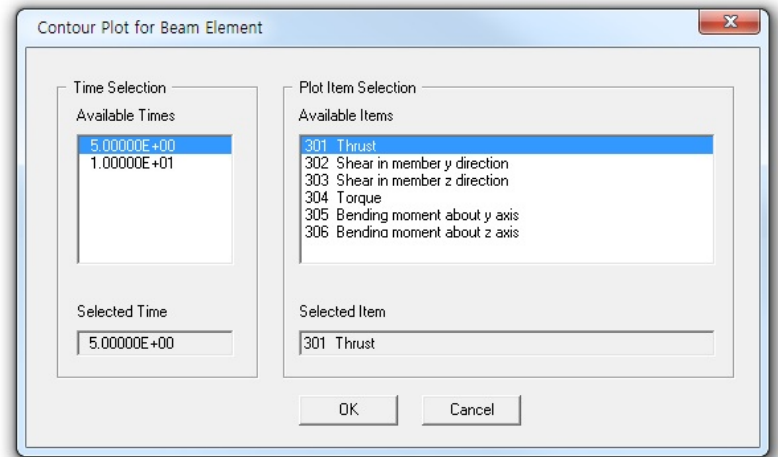 Contour Plot for Beam Element
Time Selection
Available Times
5.00000E+00
1.00000E+01
Selected Time
5.00000E+00
Plot Item Selection
Available Items
301 Thrust
302 Shear in member y direction
303 Shear in member z direction
304 Torque
305 Bending moment about y axis
306 Bending moment about z axis
Selected Item
301 Thrust
OK
Cancel